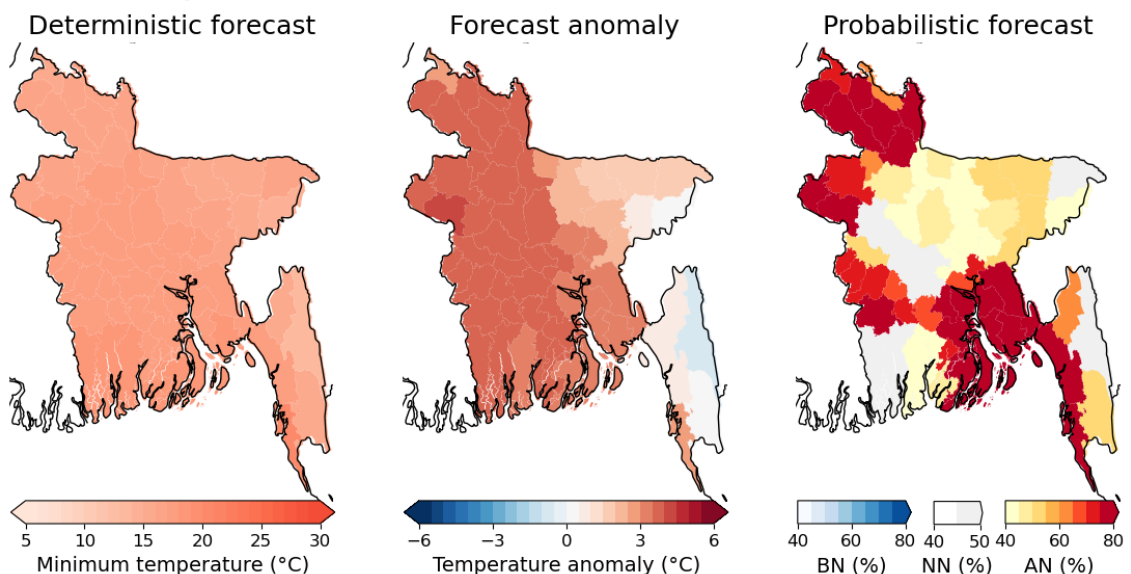 Deterministic forecast
Forecast anomaly
Probabilistic forecast
5 10 15 20 25 30
Minimum temperature (°C)
−6 −3 0 3 6
Temperature anomaly (°C)
40 60 80
BN (%)
40 50
NN (%)
40 60 80
AN (%)